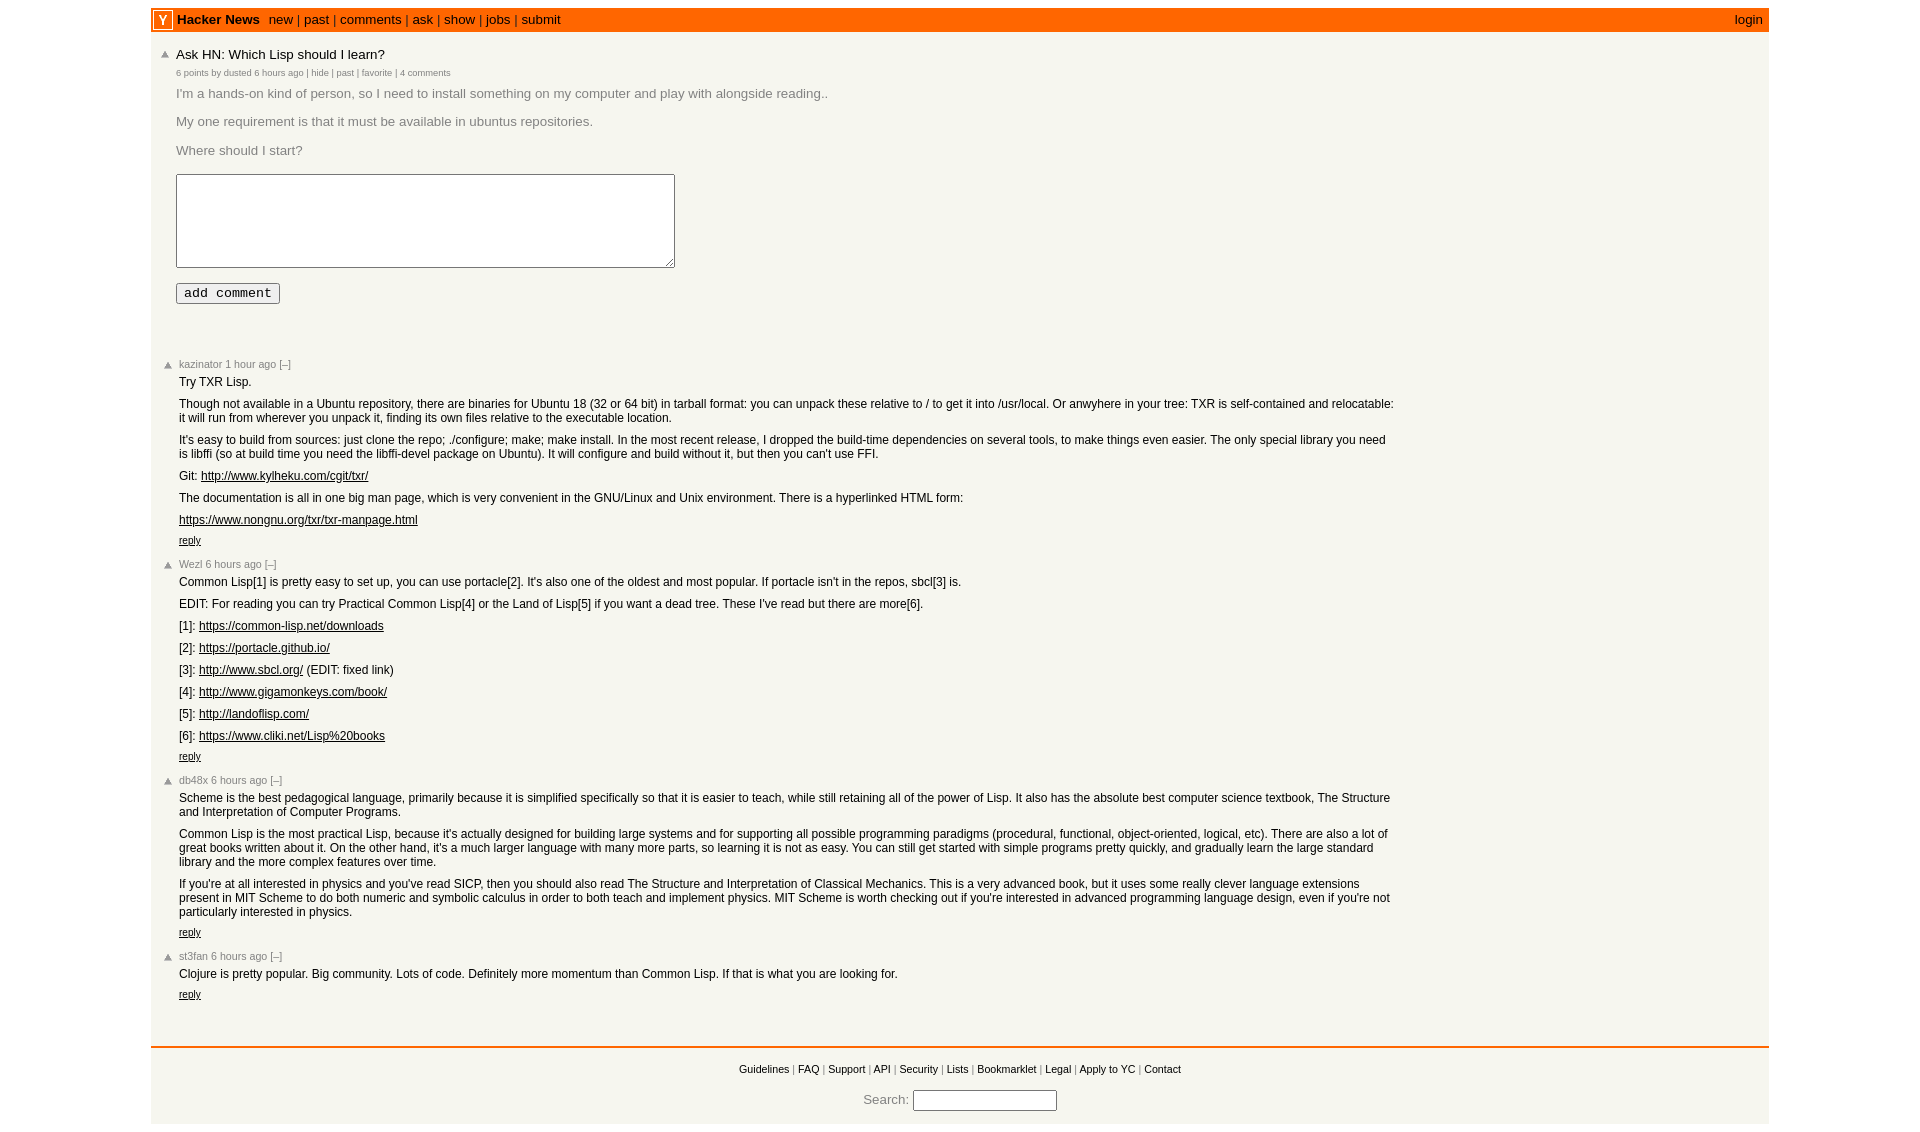 Y Hacker News new | past | comments | ask | show | jobs | submit login
Ask HN: Which Lisp should I learn?
6 points by dusted 6 hours ago | hide | past | favorite | 4 comments
I'm a hands-on kind of person, so I need to install something on my computer and play with alongside reading..
My one requirement is that it must be available in ubuntus repositories.
Where should I start?
add comment
kazinator 1 hour ago [–]
Try TXR Lisp.
Though not available in a Ubuntu repository, there are binaries for Ubuntu 18 (32 or 64 bit) in tarball format: you can unpack these relative to / to get it into /usr/local. Or anwyhere in your tree: TXR is self-contained and relocatable:
it will run from wherever you unpack it, finding its own files relative to the executable location.
It's easy to build from sources: just clone the repo; ./configure; make; make install. In the most recent release, I dropped the build-time dependencies on several tools, to make things even easier. The only special library you need
is libffi (so at build time you need the libffi-devel package on Ubuntu). It will configure and build without it, but then you can't use FFI.
Git: http://www.kylheku.com/cgit/txr/
The documentation is all in one big man page, which is very convenient in the GNU/Linux and Unix environment. There is a hyperlinked HTML form:
https://www.nongnu.org/txr/txr-manpage.html
reply
Wezl 6 hours ago [–]
Common Lisp[1] is pretty easy to set up, you can use portacle[2]. It's also one of the oldest and most popular. If portacle isn't in the repos, sbcl[3] is.
EDIT: For reading you can try Practical Common Lisp[4] or the Land of Lisp[5] if you want a dead tree. These I've read but there are more[6].
[1]: https://common-lisp.net/downloads
[2]: https://portacle.github.io/
[3]: http://www.sbcl.org/ (EDIT: fixed link)
[4]: http://www.gigamonkeys.com/book/
[5]: http://landoflisp.com/
[6]: https://www.cliki.net/Lisp%20books
reply
db48x 6 hours ago [–]
Scheme is the best pedagogical language, primarily because it is simplified specifically so that it is easier to teach, while still retaining all of the power of Lisp. It also has the absolute best computer science textbook, The Structure
and Interpretation of Computer Programs.
Common Lisp is the most practical Lisp, because it's actually designed for building large systems and for supporting all possible programming paradigms (procedural, functional, object-oriented, logical, etc). There are also a lot of
great books written about it. On the other hand, it's a much larger language with many more parts, so learning it is not as easy. You can still get started with simple programs pretty quickly, and gradually learn the large standard
library and the more complex features over time.
If you're at all interested in physics and you've read SICP, then you should also read The Structure and Interpretation of Classical Mechanics. This is a very advanced book, but it uses some really clever language extensions
present in MIT Scheme to do both numeric and symbolic calculus in order to both teach and implement physics. MIT Scheme is worth checking out if you're interested in advanced programming language design, even if you're not
particularly interested in physics.
reply
st3fan 6 hours ago [–]
Clojure is pretty popular. Big community. Lots of code. Definitely more momentum than Common Lisp. If that is what you are looking for.
reply
Guidelines | FAQ | Support | API | Security | Lists | Bookmarklet | Legal | Apply to YC | Contact
Search: